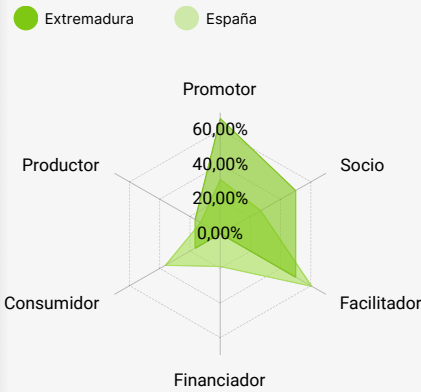 Extremadura
España
Promotor
60,00%
Productor
40,00%
Socio
20,00%
0,00%
Consumidor
Facilitador
Financiador